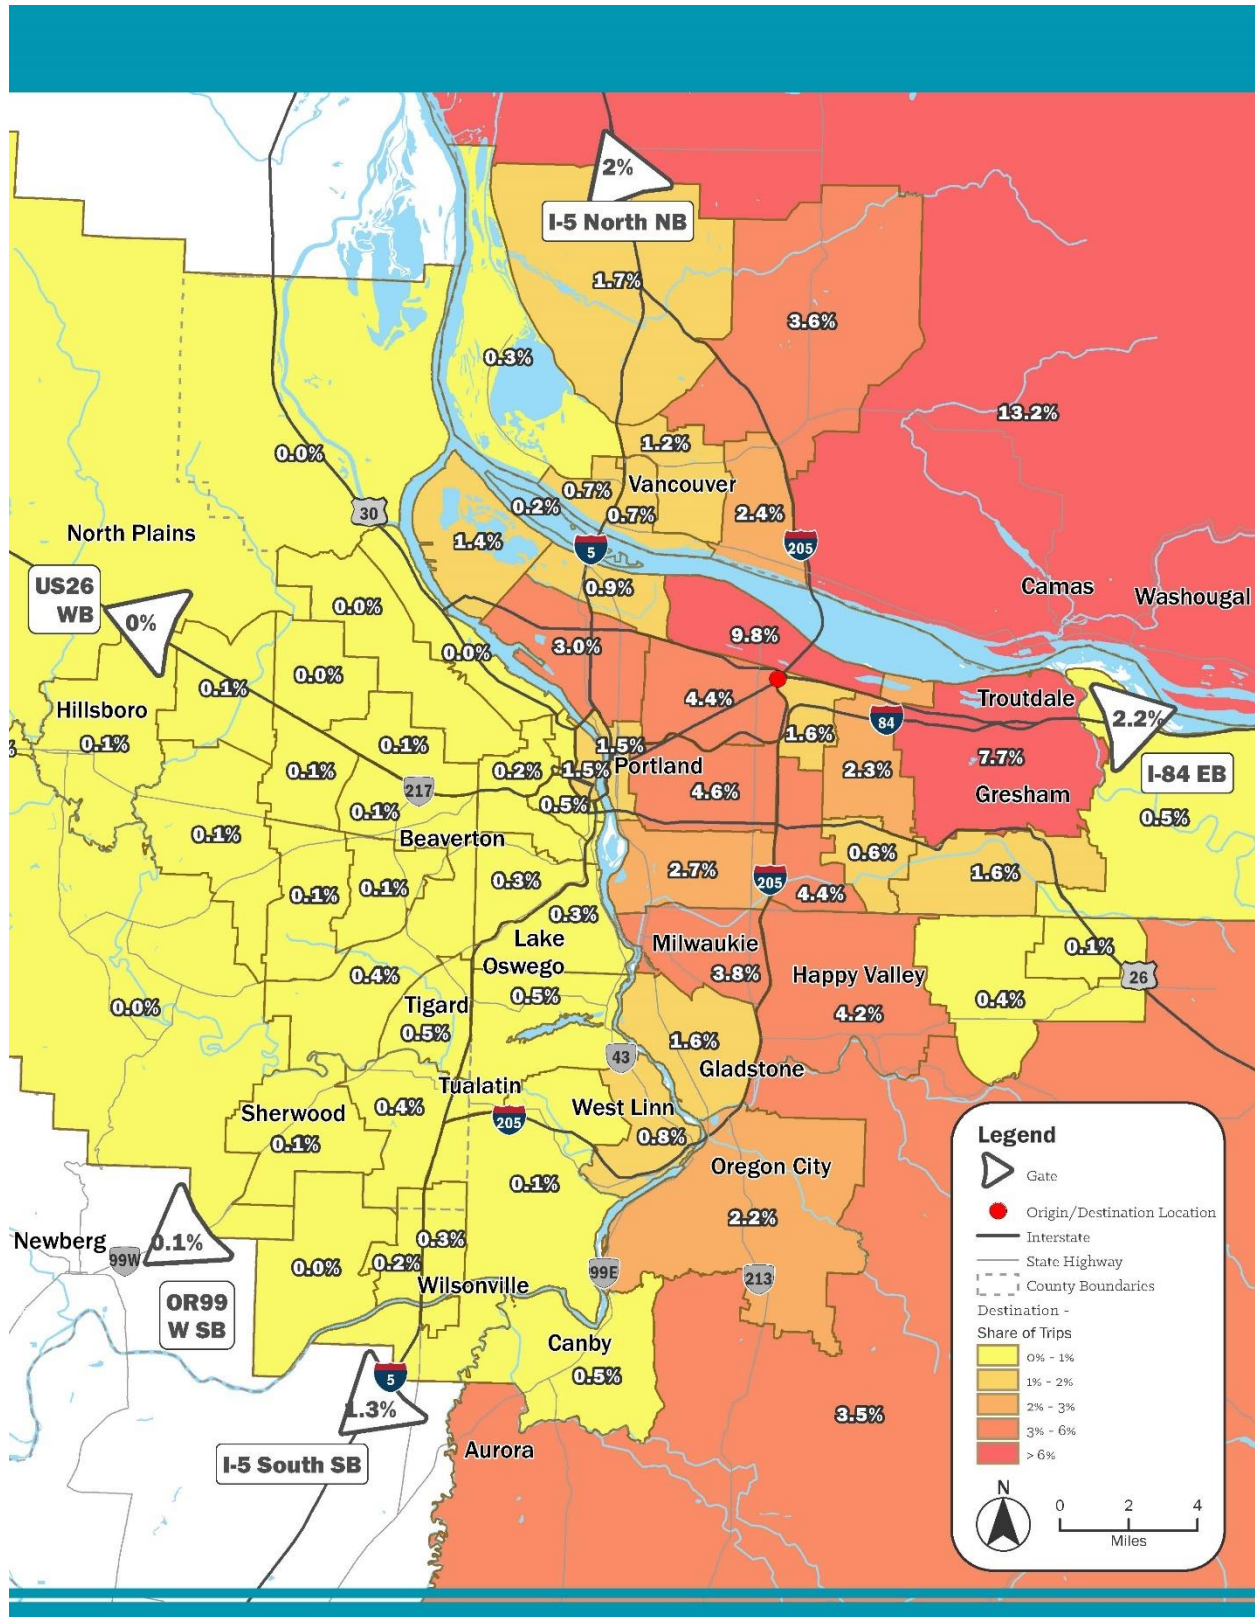 2%
I-5 North NB
1.7%
3.6%
0.3%
13.2%
1.2%
0.0%
Vancouver
0.7%
0.2%
0.7%
2.4%
30
North Plains
1.4%
5
205
US26
WB
0%
0.0%
0.9%
Camas
Washougal
9.8%
3.0%
0.0%
0.0%
0.1%
Troutdale
4.4%
Hillsboro
0.1%
84
2.2%
1.6%
0.1%
1.5%
Portland
0.2%
1.5%
0.1%
2.3%
7.7%
I-84 EB
217
4.6%
Gresham
0.5%
0.1%
0.5%
0.1%
Beaverton
0.6%
0.3%
2.7%
205
1.6%
0.1%
0.1%
4.4%
0.3%
Lake
Oswego
Milwaukie
0.1%
0.4%
3.8%
Happy Valley
26
0.0%
Tigard
0.5%
0.4%
4.2%
0.5%
1.6%
43
Gladstone
Tualatin
Sherwood
0.4%
205
West Linn
0.1%
0.8%
Oregon City
0.1%
2.2%
Newberg
99W
0.1%
0.3%
0.0%
0.2%
99E
213
Wilsonville
OR99
W SB
Canby
0.5%
5
1.3%
3.5%
I-5 South SB
Aurora
Legend
Gate
Origin/Destination Location
Interstate
State Highway
County Boundaries
Destination -
Share of Trips
0% - 1%
1% - 2%
2% - 3%
3% - 6%
> 6%
N
0 2 4
Miles